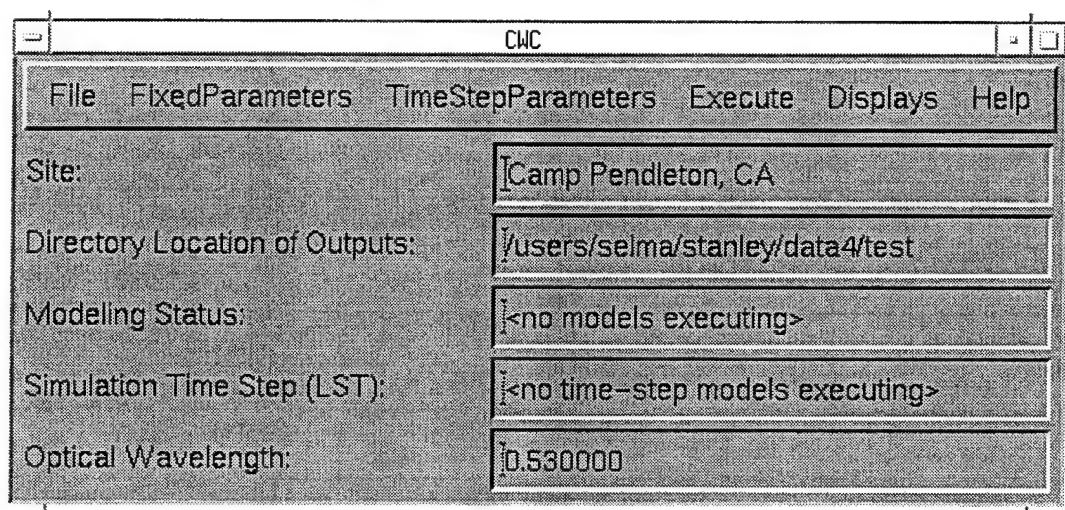 CWC
File FixedParameters TimeStepParameters Execute Displays Help
Site: Camp Pendleton, CA
Directory Location of Outputs: /users/selma/stanley/data4/test
Modeling Status: <no models executing>
Simulation Time Step (LST): <no time-step models executing>
Optical Wavelength: 0.530000